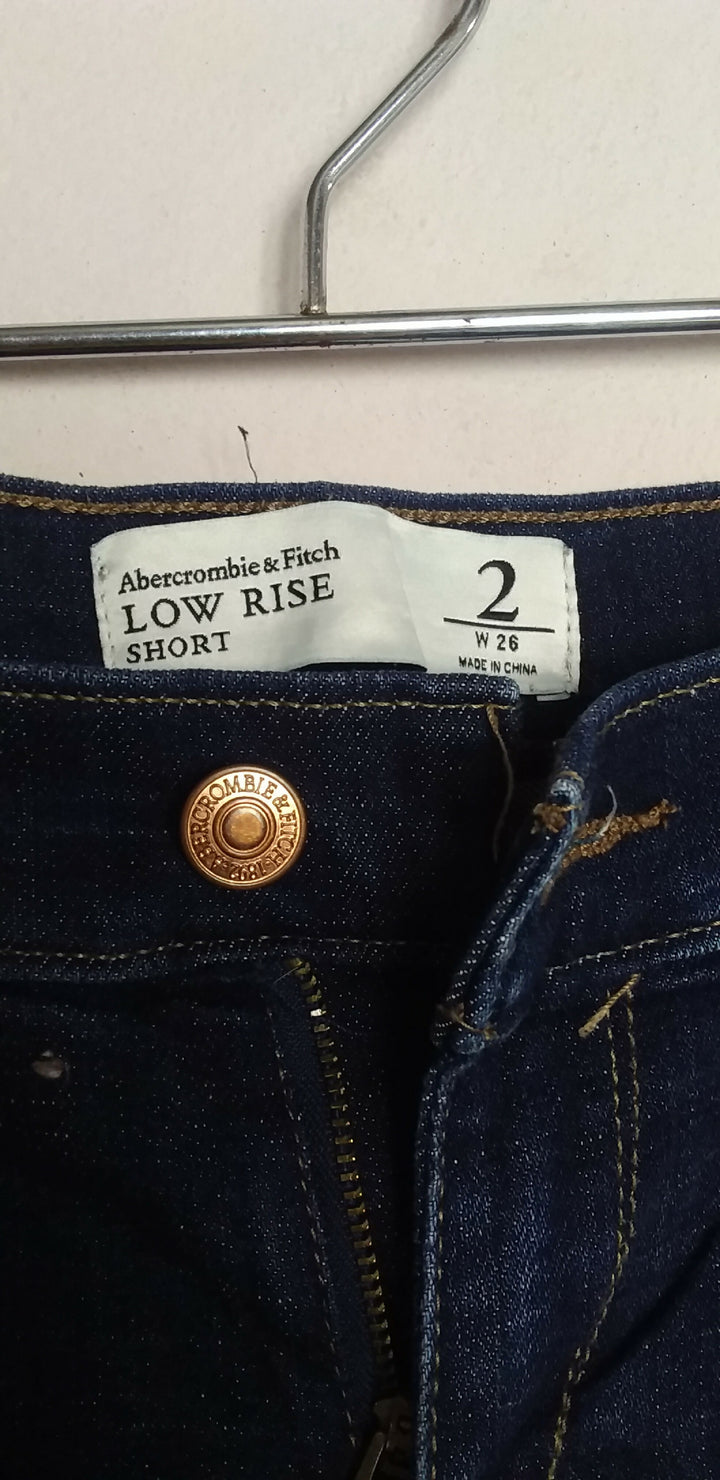 Abercrombie & Fitch
LOW RISE
SHORT
2
W 26
MADE IN CHINA
ABERCROMBIE & FITCH · 1892 ·